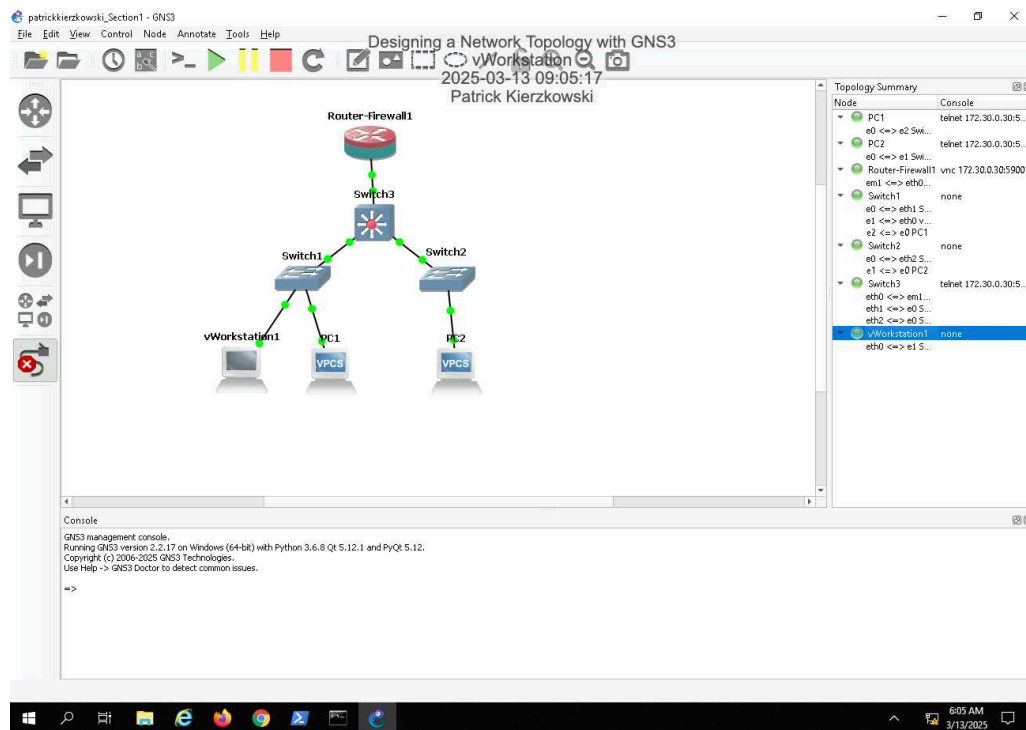 patrickkierzkowski_Section1 - GNS3
File Edit View Control Node Annotate Tools Help
Designing a Network Topology with GNS3
vWorkstation
2025-03-13 09:05:17
Patrick Kierzkowski
Router-Firewall1
Switch3
Switch1
Switch2
vWorkstation1
PC1
PC2
VPCS
VPCS
Topology Summary
Node Console
PC1 telnet 172.30.0.30:5..
e0 <=> e2 Swi...
PC2 telnet 172.30.0.30:5..
e0 <=> e1 Swi...
Router-Firewall1 vnc 172.30.0.30:5900
em1 <=> eth0...
Switch1 none
e0 <=> eth1 S...
e1 <=> eth0 v...
e2 <=> e0 PC1
Switch2 none
e0 <=> eth2 S...
e1 <=> e0 PC2
Switch3 telnet 172.30.0.30:5..
eth0 <=> em1...
eth1 <=> e0 S...
eth2 <=> e0 S...
vWorkstation1 none
eth0 <=> e1 S...
Console
GNS3 management console.
Running GNS3 version 2.2.17 on Windows (64-bit) with Python 3.6.8 Qt 5.12.1 and PyQt 5.12.
Copyright (c) 2006-2025 GNS3 Technologies.
Use Help -> GNS3 Doctor to detect common issues.
=>
6:05 AM
3/13/2025